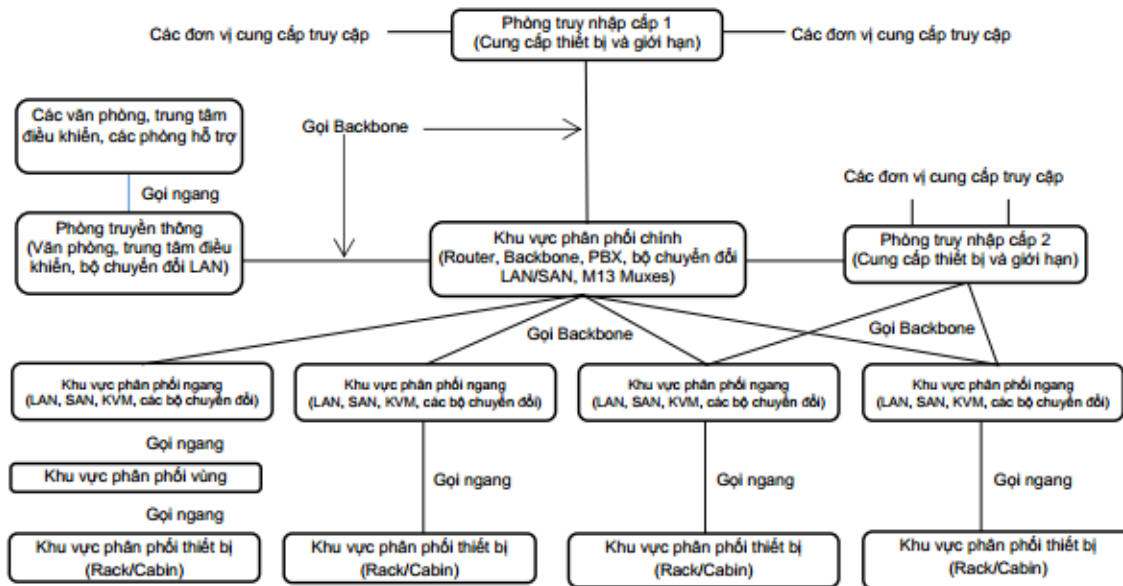 Phòng truy nhập cấp 1
(Cung cấp thiết bị và giới hạn)
Các đơn vị cung cấp truy cập
Các đơn vị cung cấp truy cập
Các văn phòng, trung tâm
điều khiển, các phòng hỗ trợ
Gọi Backbone
Gọi ngang
Các đơn vị cung cấp truy cập
Phòng truyền thông
(Văn phòng, trung tâm điều
khiển, bộ chuyển đổi LAN)
Khu vực phân phối chính
(Router, Backbone, PBX, bộ chuyển đổi
LAN/SAN, M13 Muxes)
Phòng truy nhập cấp 2
(Cung cấp thiết bị và giới hạn)
Gọi Backbone
Gọi Backbone
Khu vực phân phối ngang
(LAN, SAN, KVM, các bộ chuyển đổi)
Khu vực phân phối ngang
(LAN, SAN, KVM, các bộ chuyển đổi)
Khu vực phân phối ngang
(LAN, SAN, KVM, các bộ chuyển đổi)
Khu vực phân phối ngang
(LAN, SAN, KVM, các bộ chuyển đổi)
Gọi ngang
Khu vực phân phối vùng
Gọi ngang
Gọi ngang
Gọi ngang
Gọi ngang
Khu vực phân phối thiết bị
(Rack/Cabin)
Khu vực phân phối thiết bị
(Rack/Cabin)
Khu vực phân phối thiết bị
(Rack/Cabin)
Khu vực phân phối thiết bị
(Rack/Cabin)